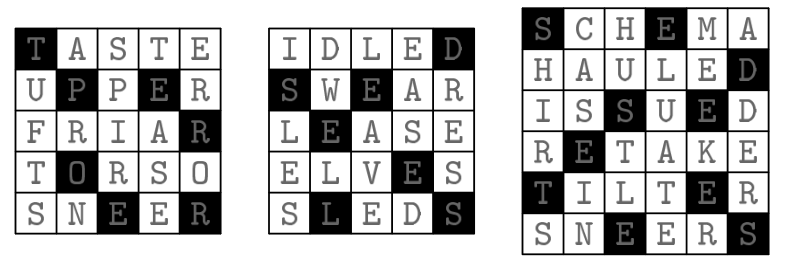 TASTE
UPPER
FRIAR
TORSO
SNEER
IDLED
SWEAR
LEASE
ELVES
SLEDS
SCHEMA
HAULED
ISSUED
RETAKE
TILTER
SNEERS